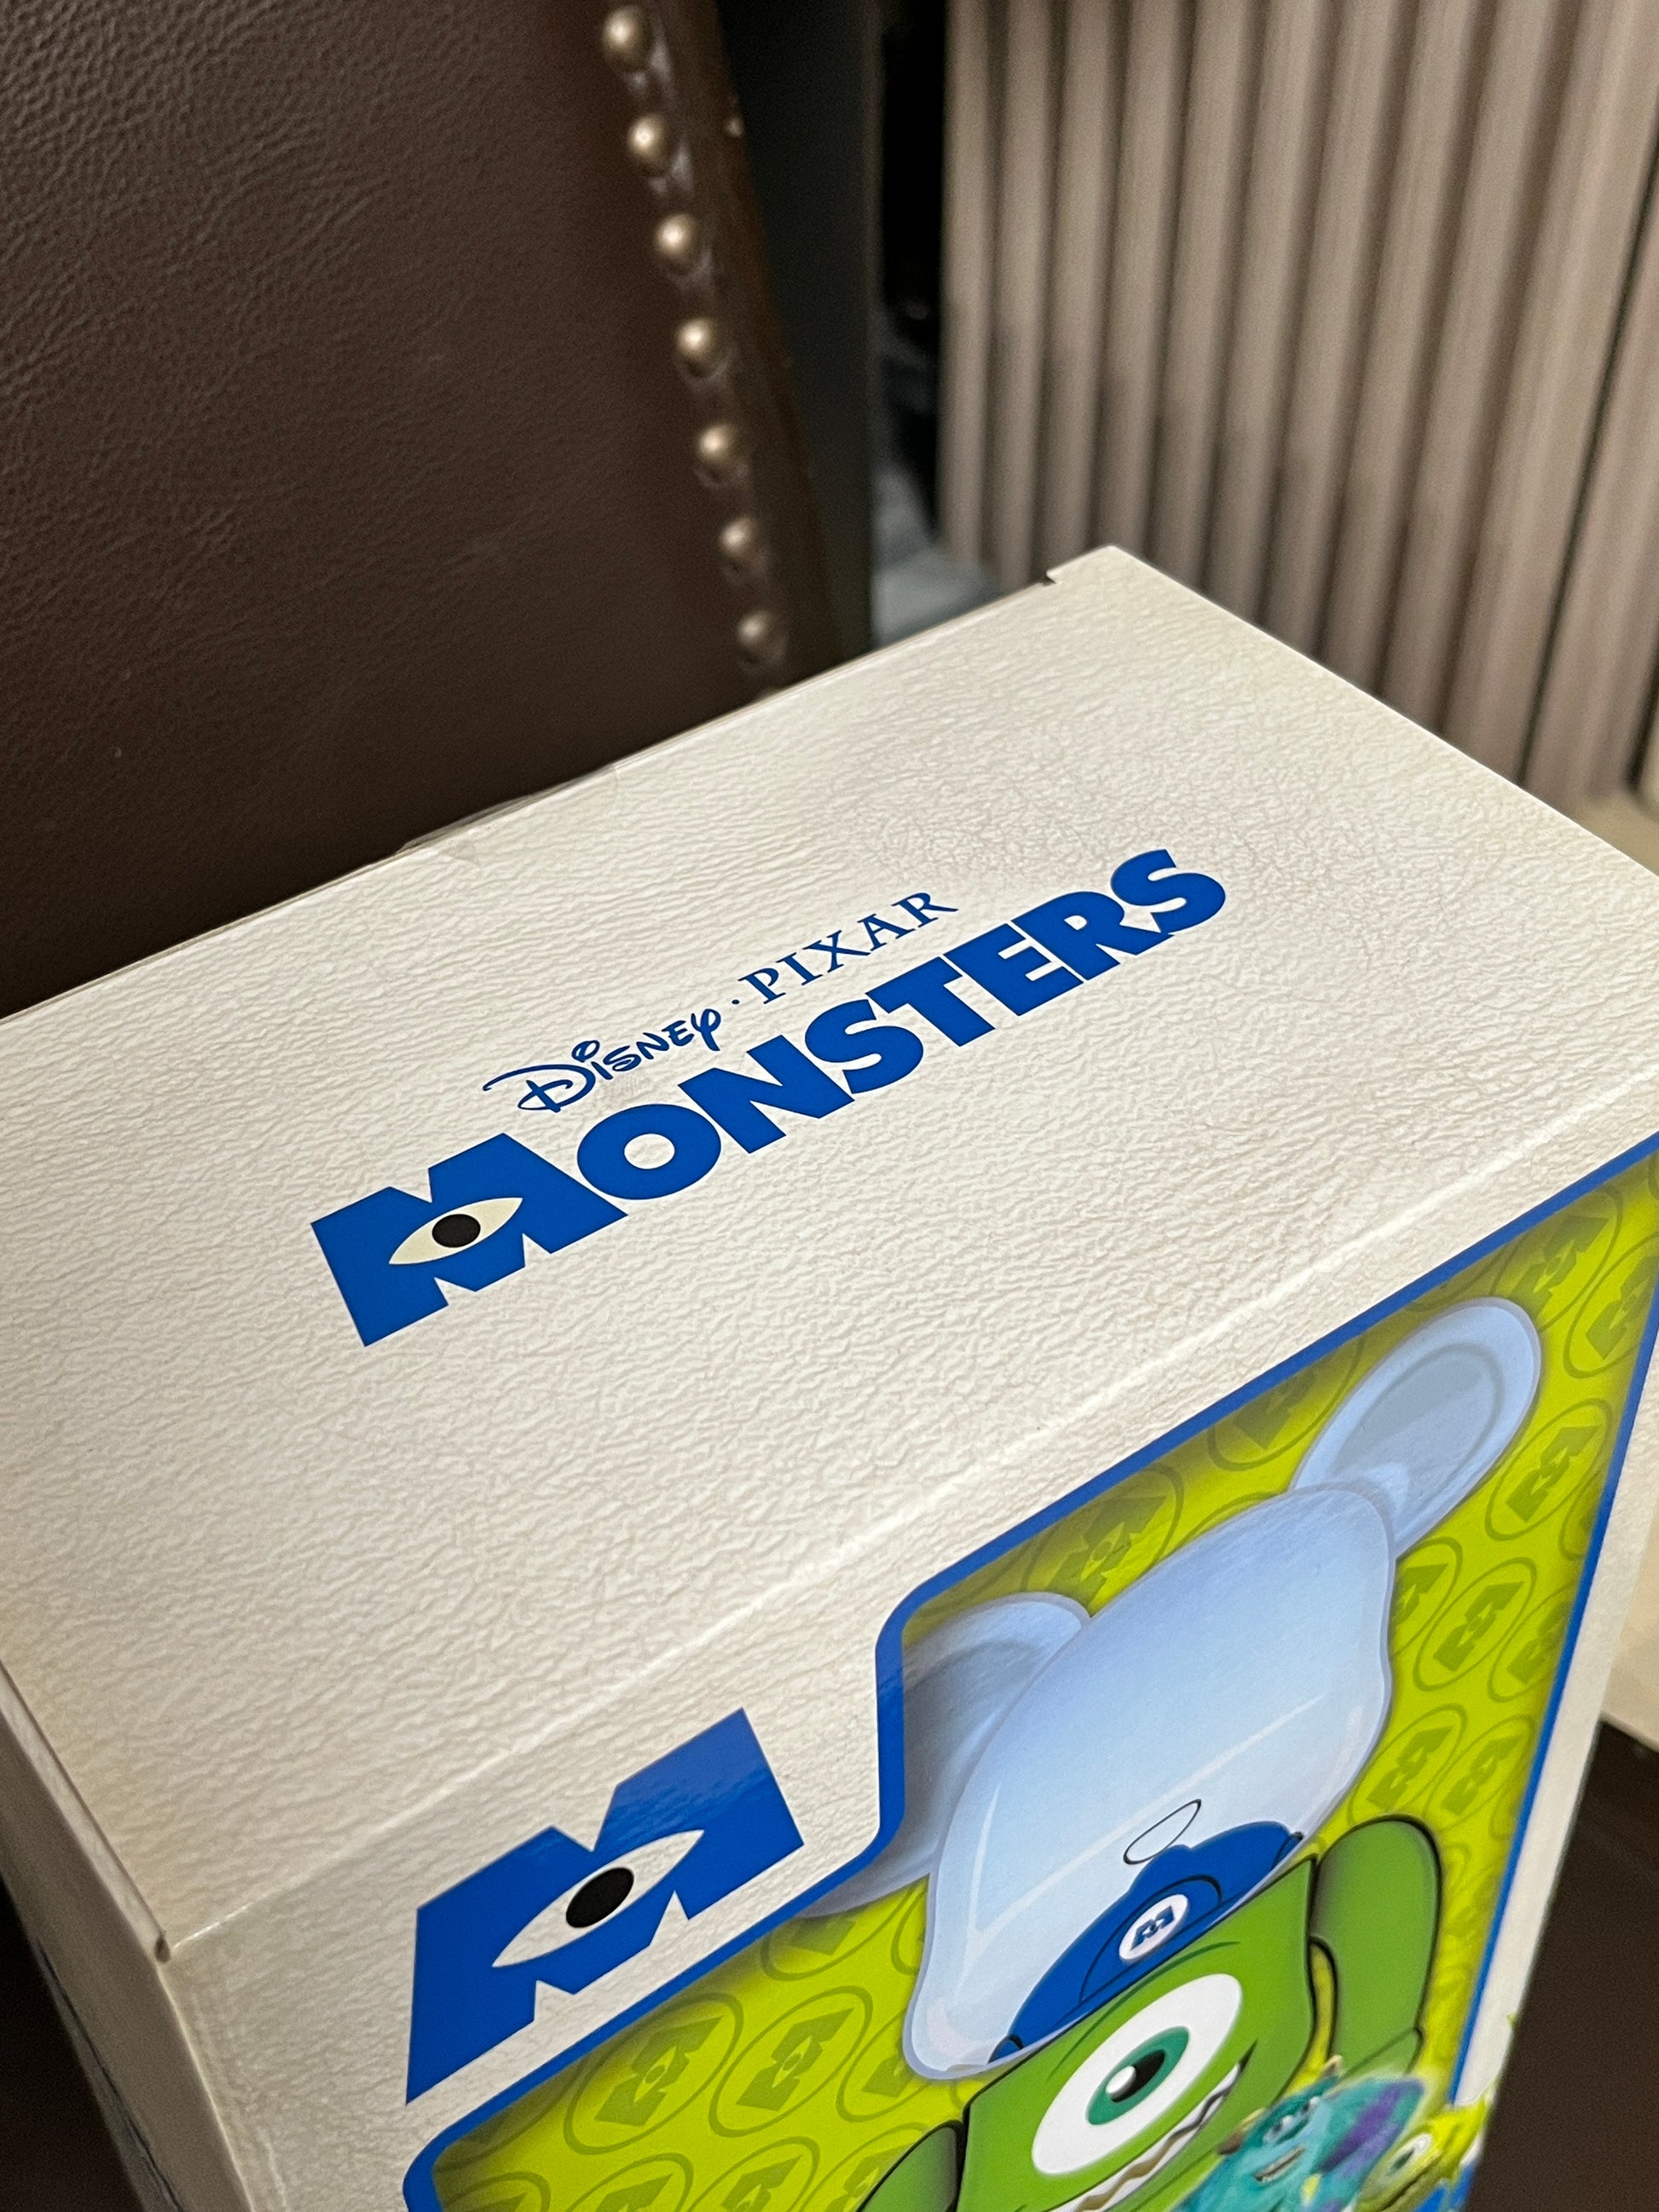 Disney · PIXAR
MONSTERS
M
M